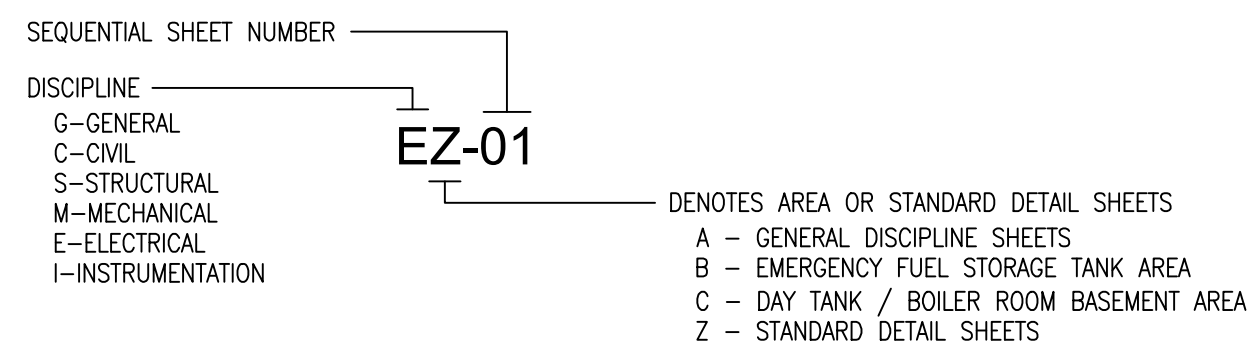 SEQUENTIAL SHEET NUMBER
DISCIPLINE
G-GENERAL
C-CIVIL
S-STRUCTURAL
M-MECHANICAL
E-ELECTRICAL
I-INSTRUMENTATION
EZ-01
DENOTES AREA OR STANDARD DETAIL SHEETS
A - GENERAL DISCIPLINE SHEETS
B - EMERGENCY FUEL STORAGE TANK AREA
C - DAY TANK / BOILER ROOM BASEMENT AREA
Z - STANDARD DETAIL SHEETS